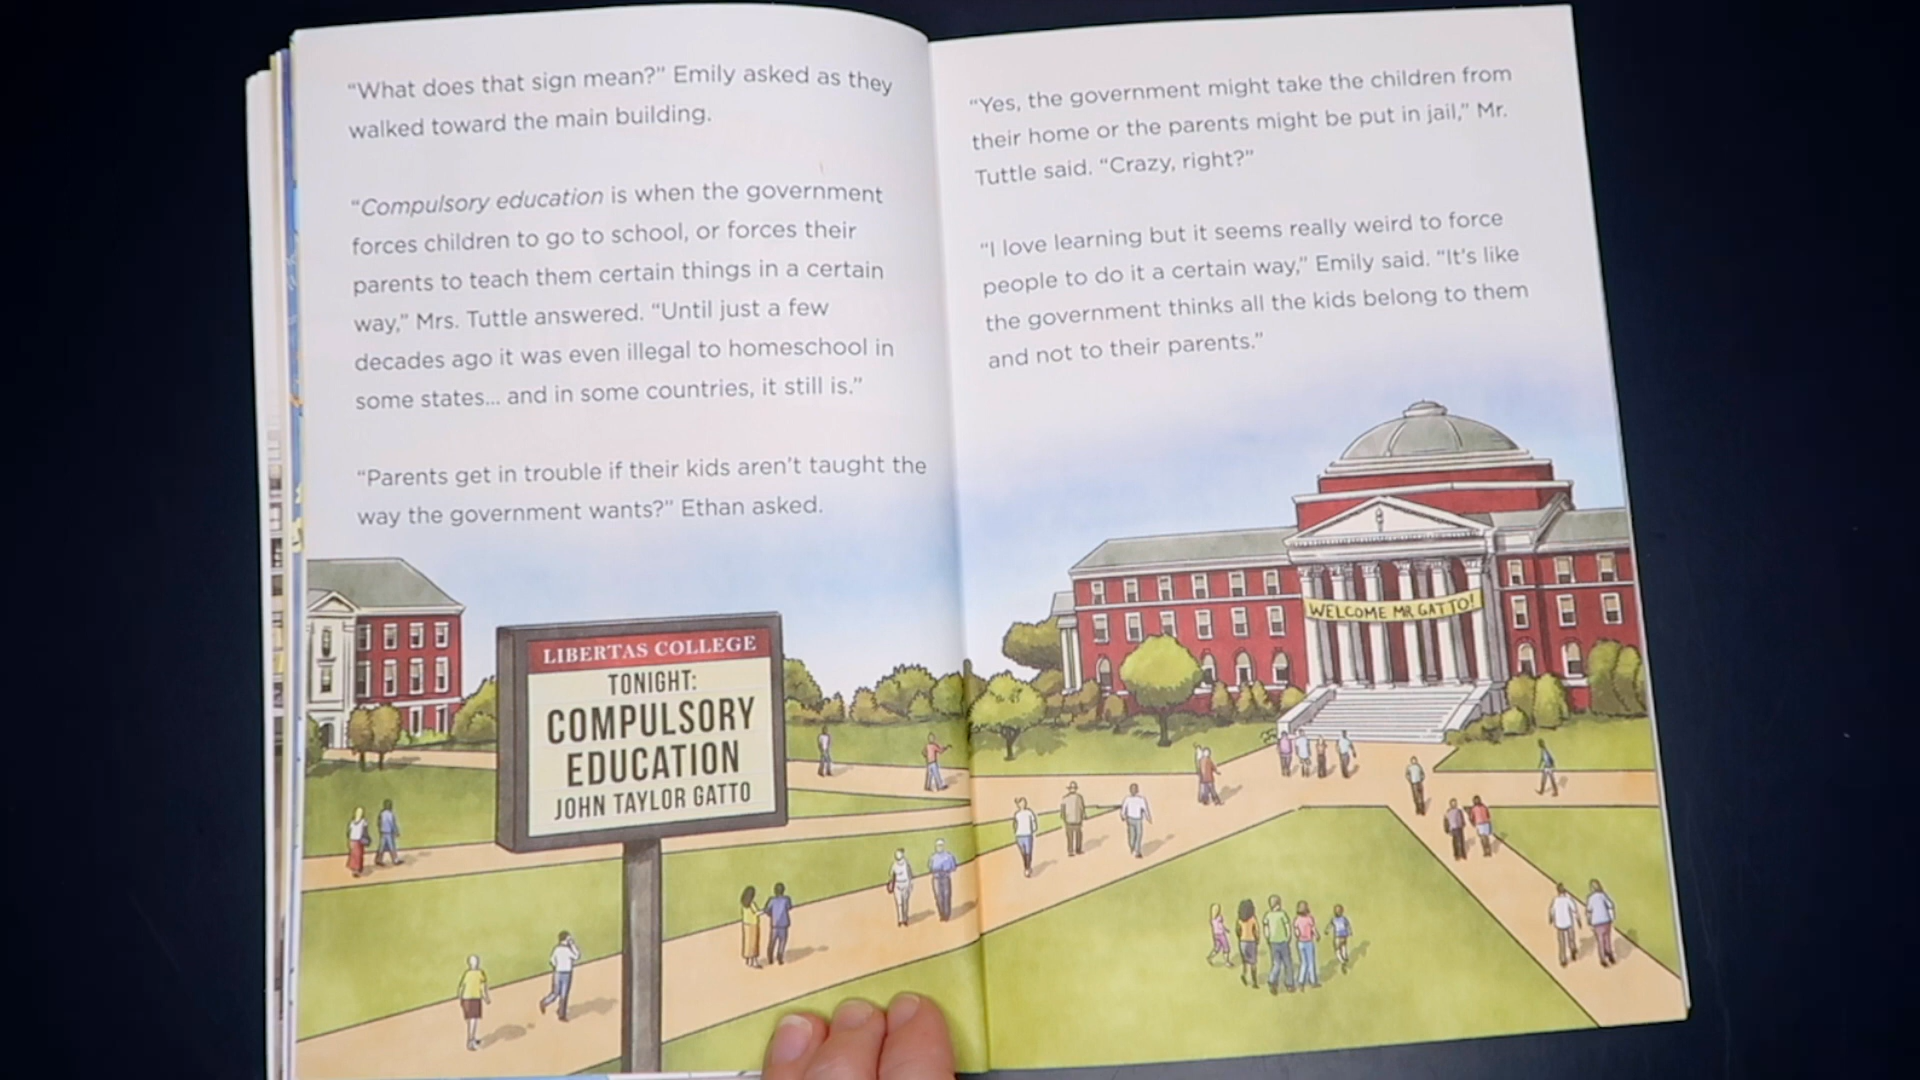 “What does that sign mean?” Emily asked as they
walked toward the main building.
“Compulsory education is when the government
forces children to go to school, or forces their
parents to teach them certain things in a certain
way,” Mrs. Tuttle answered. “Until just a few
decades ago it was even illegal to homeschool in
some states... and in some countries, it still is.”
“Parents get in trouble if their kids aren’t taught the
way the government wants?” Ethan asked.
LIBERTAS COLLEGE
TONIGHT:
COMPULSORY
EDUCATION
JOHN TAYLOR GATTO
“Yes, the government might take the children from
their home or the parents might be put in jail,” Mr.
Tuttle said. “Crazy, right?”
“I love learning but it seems really weird to force
people to do it a certain way,” Emily said. “It’s like
the government thinks all the kids belong to them
and not to their parents.”
WELCOME MR GATTO!